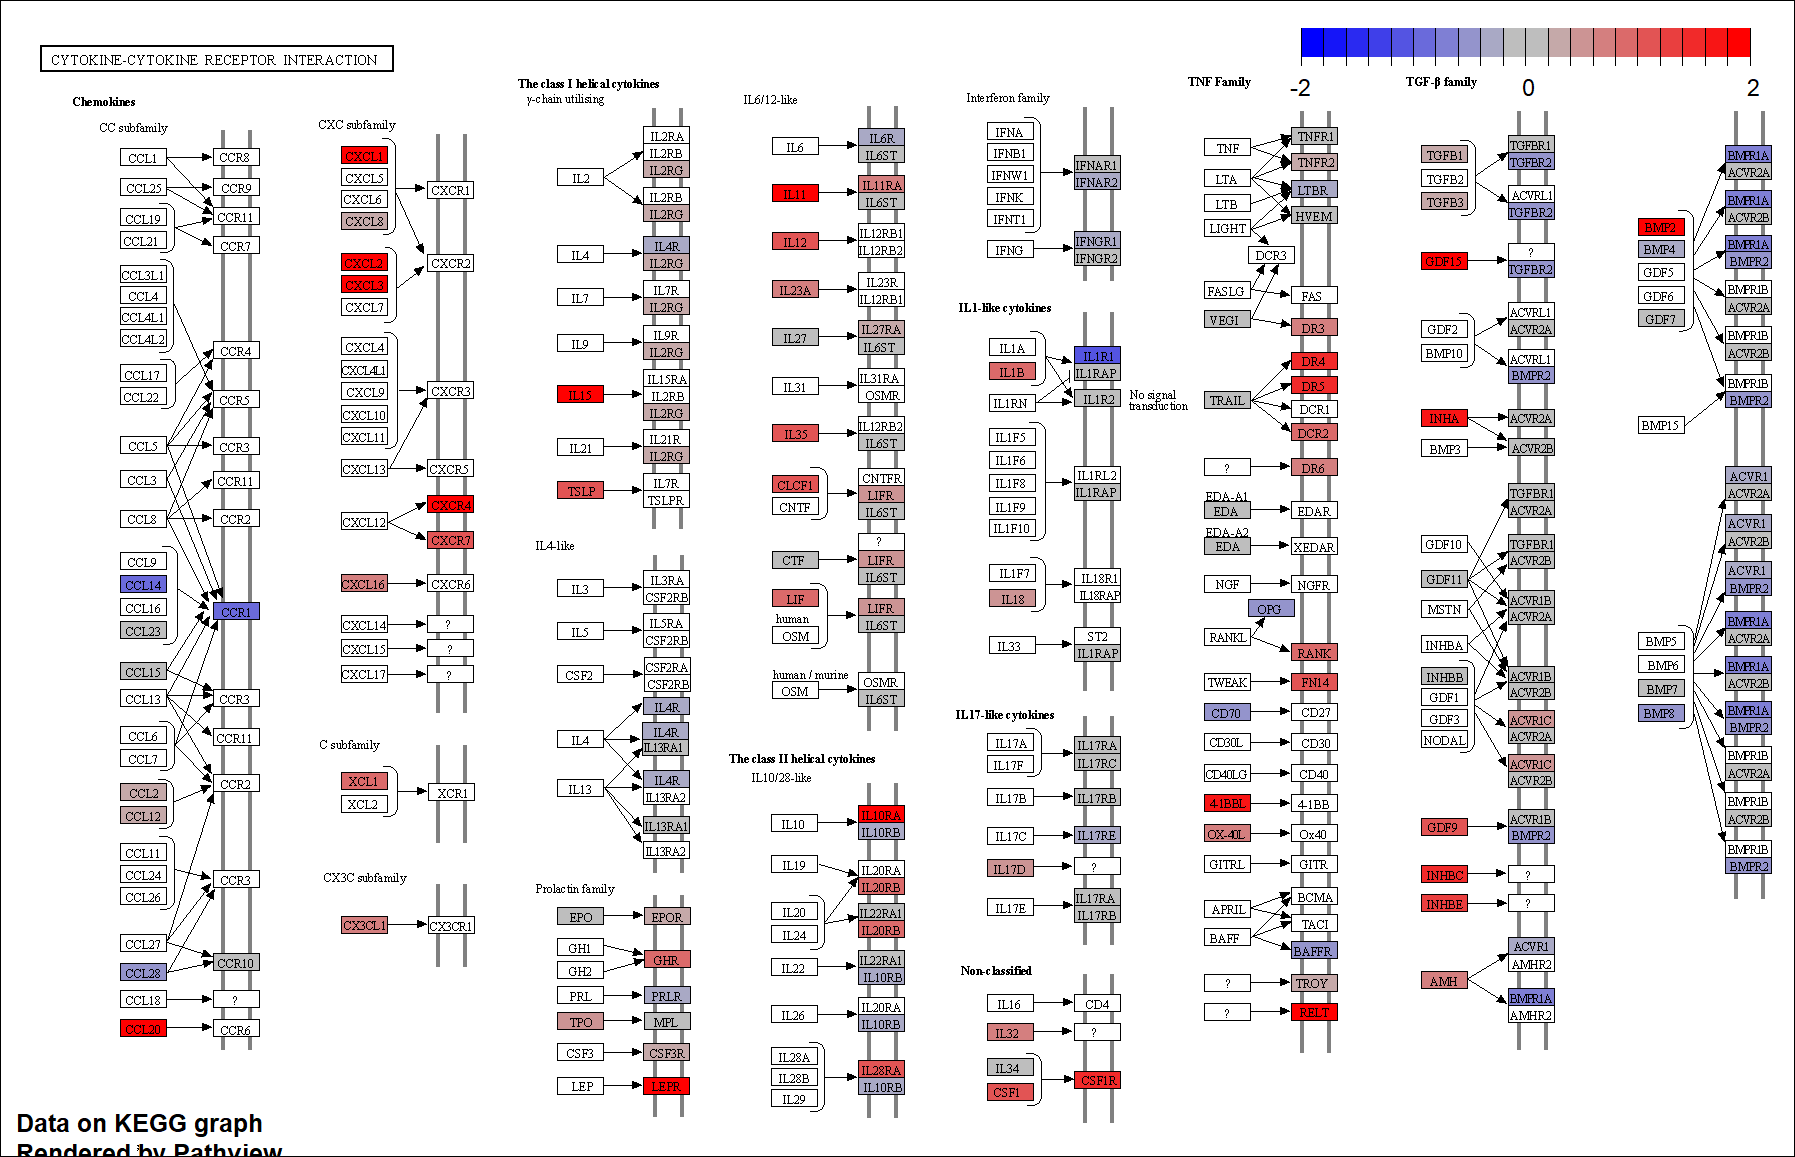 CYTOKINE-CYTOKINE RECEPTOR INTERACTION
-2
0
2
Chemokines
CC subfamily
CCL1
CCR8
CCL25
CCR9
CCL19
CCR11
CCL21
CCR7
CCL3L1
CCL4
CCL4L1
CCL4L2
CCR4
CCL17
CCL22
CCR5
CCL5
CCR3
CCL3
CCR11
CCL8
CCR2
CCL9
CCL14
CCL16
CCR1
CCL23
CCL15
CCL13
CCR3
CCL6
CCR11
CCL7
CCR2
CCL2
CCL12
CCL11
CCL24
CCR3
CCL26
CCL27
CCR10
CCL28
CCL18
?
CCL20
CCR6
CXC subfamily
CXCL1
CXCL5
CXCR1
CXCL6
CXCL8
CXCL2
CXCR2
CXCL3
CXCL7
CXCL4
CXCL4L1
CXCL9
CXCR3
CXCL10
CXCL11
CXCL13
CXCR5
CXCR4
CXCL12
CXCR7
CXCL16
CXCR6
CXCL14
?
CXCL15
?
CXCL17
?
C subfamily
XCL1
XCR1
XCL2
CX3C subfamily
CX3CL1
CX3CR1
The class I helical cytokines
γ-chain utilising
IL2RA
IL2RB
IL2
IL2RG
IL2RB
IL2RG
IL4
IL4R
IL2RG
IL7
IL7R
IL2RG
IL9
IL9R
IL2RG
IL15RA
IL15
IL2RB
IL2RG
IL21
IL21R
IL2RG
TSLP
IL7R
TSLPR
IL4-like
IL3
IL3RA
CSF2RB
IL5
IL5RA
CSF2RB
CSF2
CSF2RA
CSF2RB
IL4R
IL4
IL4R
IL13RA1
IL13
IL4R
IL13RA2
IL13RA1
IL13RA2
Prolactin family
EPO
EPOR
GH1
GHR
GH2
PRL
PRLR
TPO
MPL
CSF3
CSF3R
LEP
LEPR
IL6/12-like
IL6
IL6R
IL6ST
IL11
IL11RA
IL6ST
IL12
IL12RB1
IL12RB2
IL23A
IL23R
IL12RB1
IL27
IL27RA
IL6ST
IL31
IL31RA
OSMR
IL35
IL12RB2
IL6ST
CLCF1
CNTFR
LIFR
CNTF
IL6ST
?
CTF
LIFR
IL6ST
LIF
LIFR
human
OSM
IL6ST
human / murine
OSM
OSMR
IL6ST
The class II helical cytokines
IL10/28-like
IL10
IL10RA
IL10RB
IL19
IL20RA
IL20RB
IL20
IL22RA1
IL24
IL20RB
IL22
IL22RA1
IL10RB
IL26
IL20RA
IL10RB
IL28A
IL28RA
IL28B
IL10RB
IL29
Interferon family
IFNA
IFNB1
IFNAR1
IFNW1
IFNAR2
IFNK
IFNT1
IFNG
IFNGR1
IFNGR2
IL1-like cytokines
IL1A
IL1R1
IL1B
IL1RAP
IL1RN
IL1R2
No signal
transduction
IL1F5
IL1F6
IL1RL2
IL1F8
IL1RAP
IL1F9
IL1F10
IL1F7
IL18R1
IL18
IL18RAP
IL33
ST2
IL1RAP
IL17-like cytokines
IL17A
IL17RA
IL17F
IL17RC
IL17B
IL17RB
IL17C
IL17RE
IL17D
?
IL17E
IL17RA
IL17RB
Non-classified
IL16
CD4
IL32
?
IL34
CSF1R
CSF1
TNF Family
TNF
TNFR1
TNFR2
LTA
LTBR
LTB
HVEM
LIGHT
DCR3
FASLG
FAS
VEGI
DR3
DR4
DR5
TRAIL
DCR1
DCR2
?
DR6
EDA-A1
EDA
EDAR
EDA-A2
EDA
XEDAR
NGF
NGFR
OPG
RANKL
RANK
TWEAK
FN14
CD70
CD27
CD30L
CD30
CD40LG
CD40
4-1BBL
4-1BB
OX-40L
Ox40
GITRL
GITR
BCMA
APRIL
TACI
BAFF
BAFFR
?
TROY
?
RELT
TGF-β family
TGFB1
TGFBR1
TGFBR2
TGFB2
ACVRL1
TGFB3
TGFBR2
GDF15
?
TGFBR2
GDF2
ACVRL1
ACVR2A
BMP10
ACVRL1
BMPR2
INHA
ACVR2A
BMP3
ACVR2B
TGFBR1
ACVR2A
GDF10
TGFBR1
ACVR2B
GDF11
MSTN
ACVR1B
ACVR2A
INHBA
INHBB
ACVR1B
ACVR2B
GDF1
GDF3
ACVR1C
ACVR2A
NODAL
ACVR1C
ACVR2B
GDF9
ACVR1B
BMPR2
INHBC
?
INHBE
?
ACVR1
AMHR2
AMH
BMPR1A
AMHR2
BMPR1A
ACVR2A
BMPR1A
ACVR2B
BMP2
BMP4
BMPR1A
BMPR2
GDF5
GDF6
BMPR1B
ACVR2A
GDF7
BMPR1B
ACVR2B
BMPR1B
BMPR2
BMP15
ACVR1
ACVR2A
ACVR1
ACVR2B
ACVR1
BMPR2
BMP5
BMPR1A
ACVR2A
BMP6
BMPR1A
ACVR2B
BMP7
BMP8
BMPR1A
BMPR2
BMPR1B
ACVR2A
BMPR1B
ACVR2B
BMPR1B
BMPR2
Data on KEGG graph
Rendered by Pathview